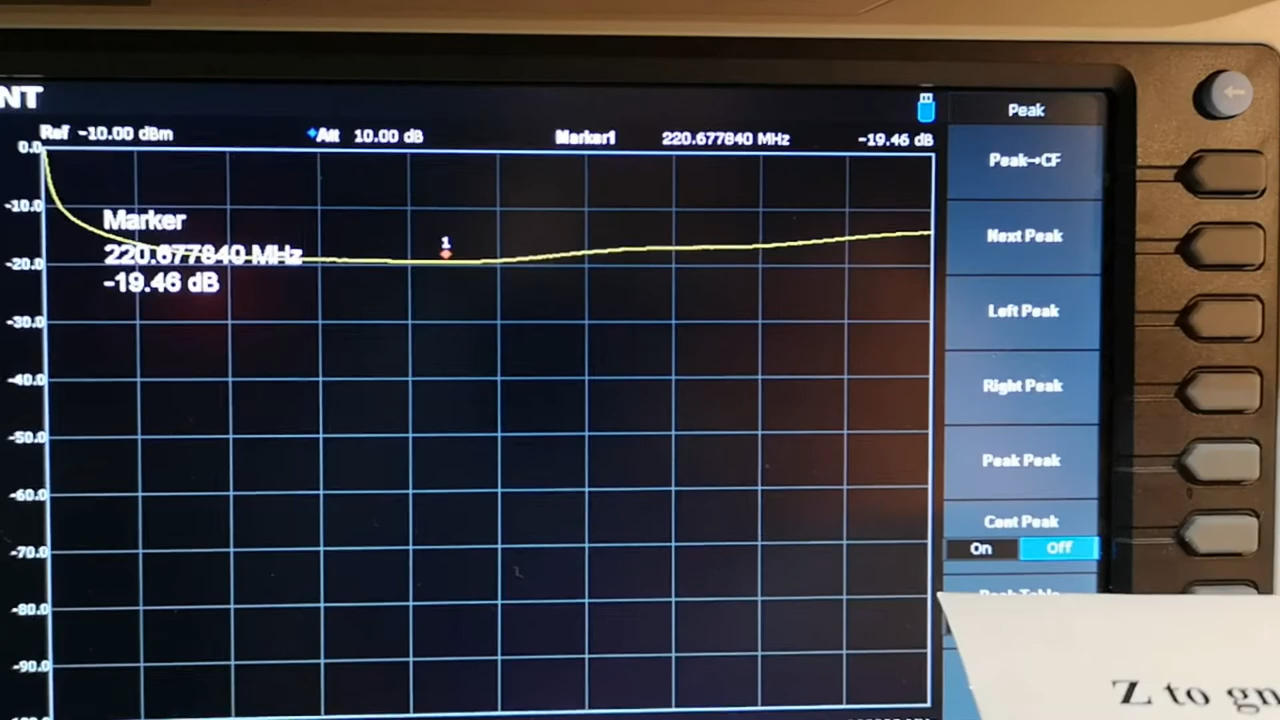 NT
Ref -10.00 dBm Att 10.00 dB Marker1 220.677840 MHz -19.46 dB
Peak
0.0
-10.0
-20.0
-30.0
-40.0
-50.0
-60.0
-70.0
-80.0
-90.0
Marker
220.677840 MHz
-19.46 dB
1
Peak→CF
Next Peak
Left Peak
Right Peak
Peak Peak
Cont Peak
On Off
Peak Table
Z to gn